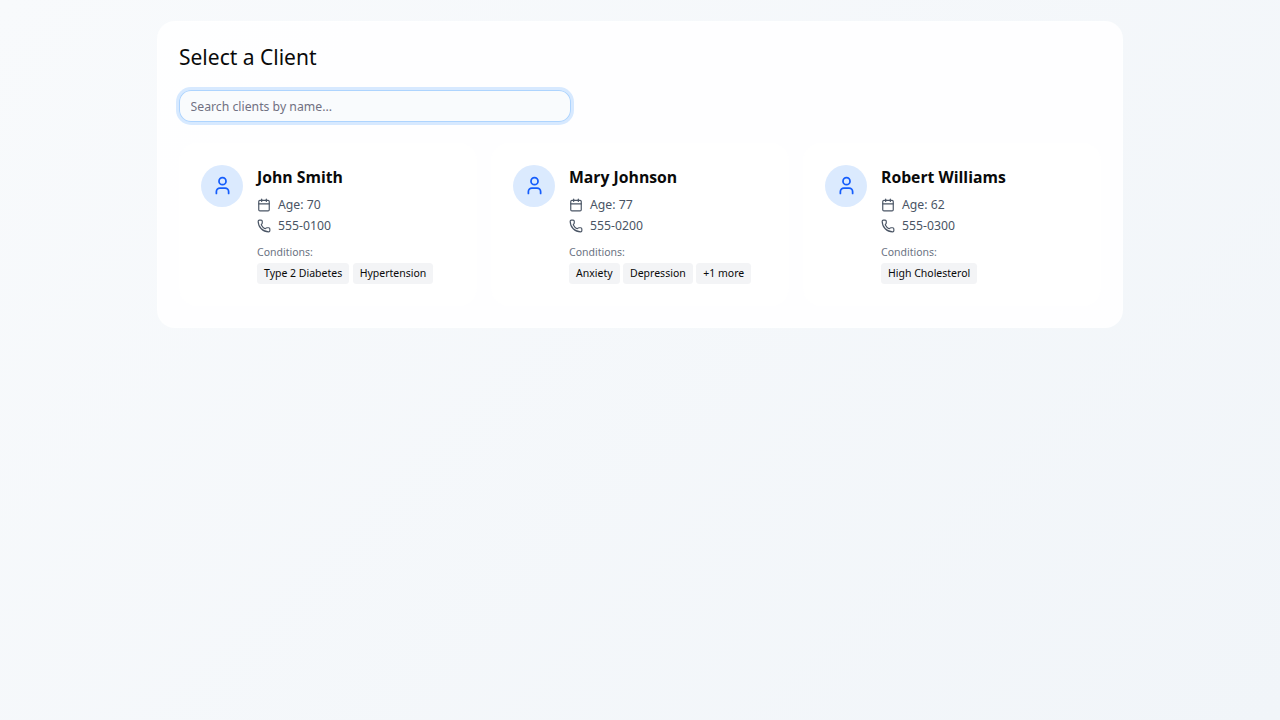 Select a Client
Search clients by name...
John Smith
Age: 70
555-0100
Conditions:
Type 2 Diabetes
Hypertension
Mary Johnson
Age: 77
555-0200
Conditions:
Anxiety
Depression
+1 more
Robert Williams
Age: 62
555-0300
Conditions:
High Cholesterol